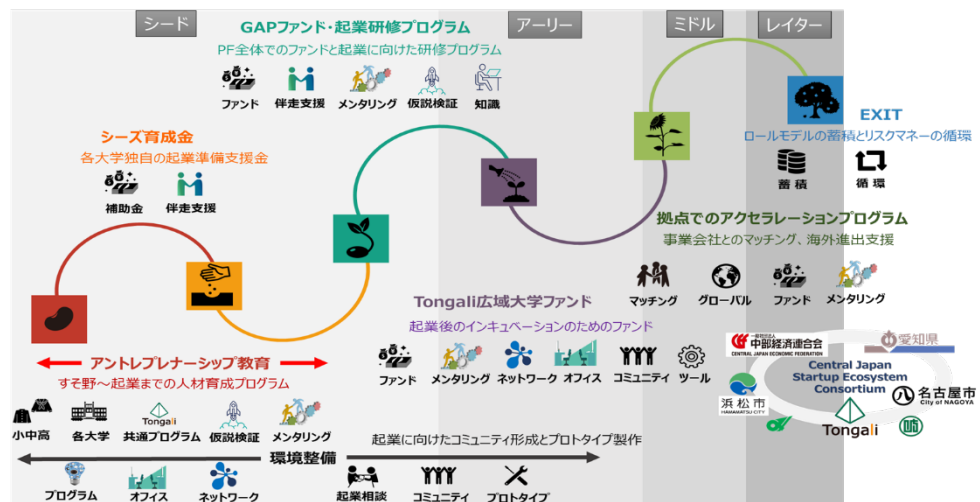 シード
アーリー
ミドル
レイター
GAPファンド・起業研修プログラム
PF全体でのファンドと起業に向けた研修プログラム
ファンド
伴走支援
メンタリング
仮説検証
知識
シーズ育成金
各大学独自の起業準備支援金
補助金
伴走支援
EXIT
ロールモデルの蓄積とリスクマネーの循環
蓄積
循環
拠点でのアクセラレーションプログラム
事業会社とのマッチング、海外進出支援
マッチング
グローバル
ファンド
メンタリング
Tongali広域大学ファンド
起業後のインキュベーションのためのファンド
ファンド
メンタリング
ネットワーク
オフィス
コミュニティ
ツール
アントレプレナーシップ教育
すそ野～起業までの人材育成プログラム
小中高
各大学
Tongali
共通プログラム
仮説検証
メンタリング
起業に向けたコミュニティ形成とプロトタイプ製作
環境整備
プログラム
オフィス
ネットワーク
起業相談
コミュニティ
プロトタイプ
一般社団法人
中部経済連合会
CENTRAL JAPAN ECONOMIC FEDERATION
愛知県
Central Japan
Startup Ecosystem
Consortium
浜松市
HAMAMATSU CITY
名古屋市
City of NAGOYA
Tongali